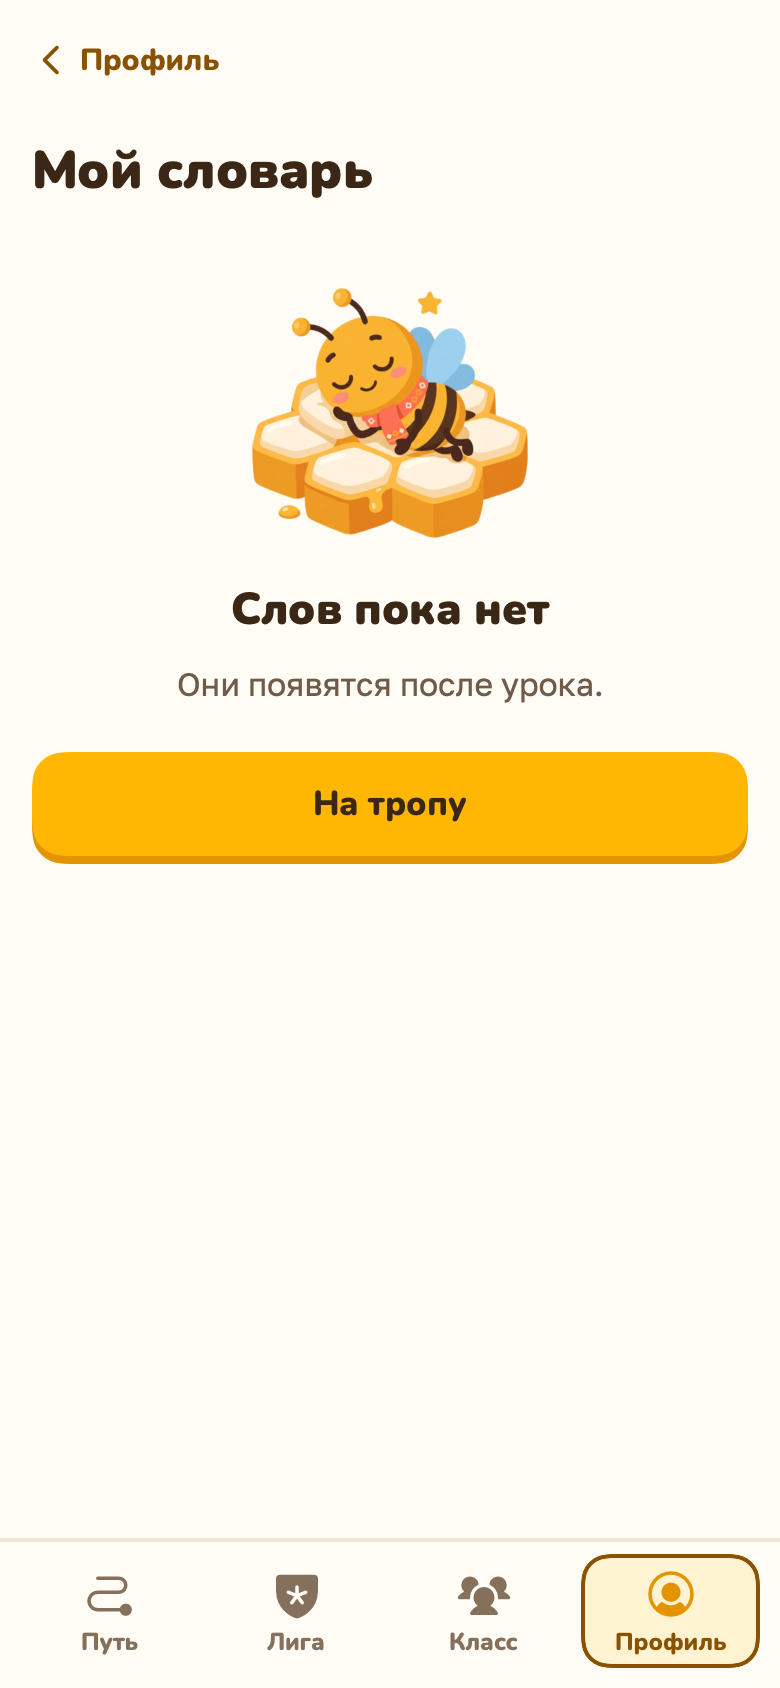 Профиль
Мой словарь
Слов пока нет
Они появятся после урока.
На тропу
Путь
Лига
Класс
Профиль